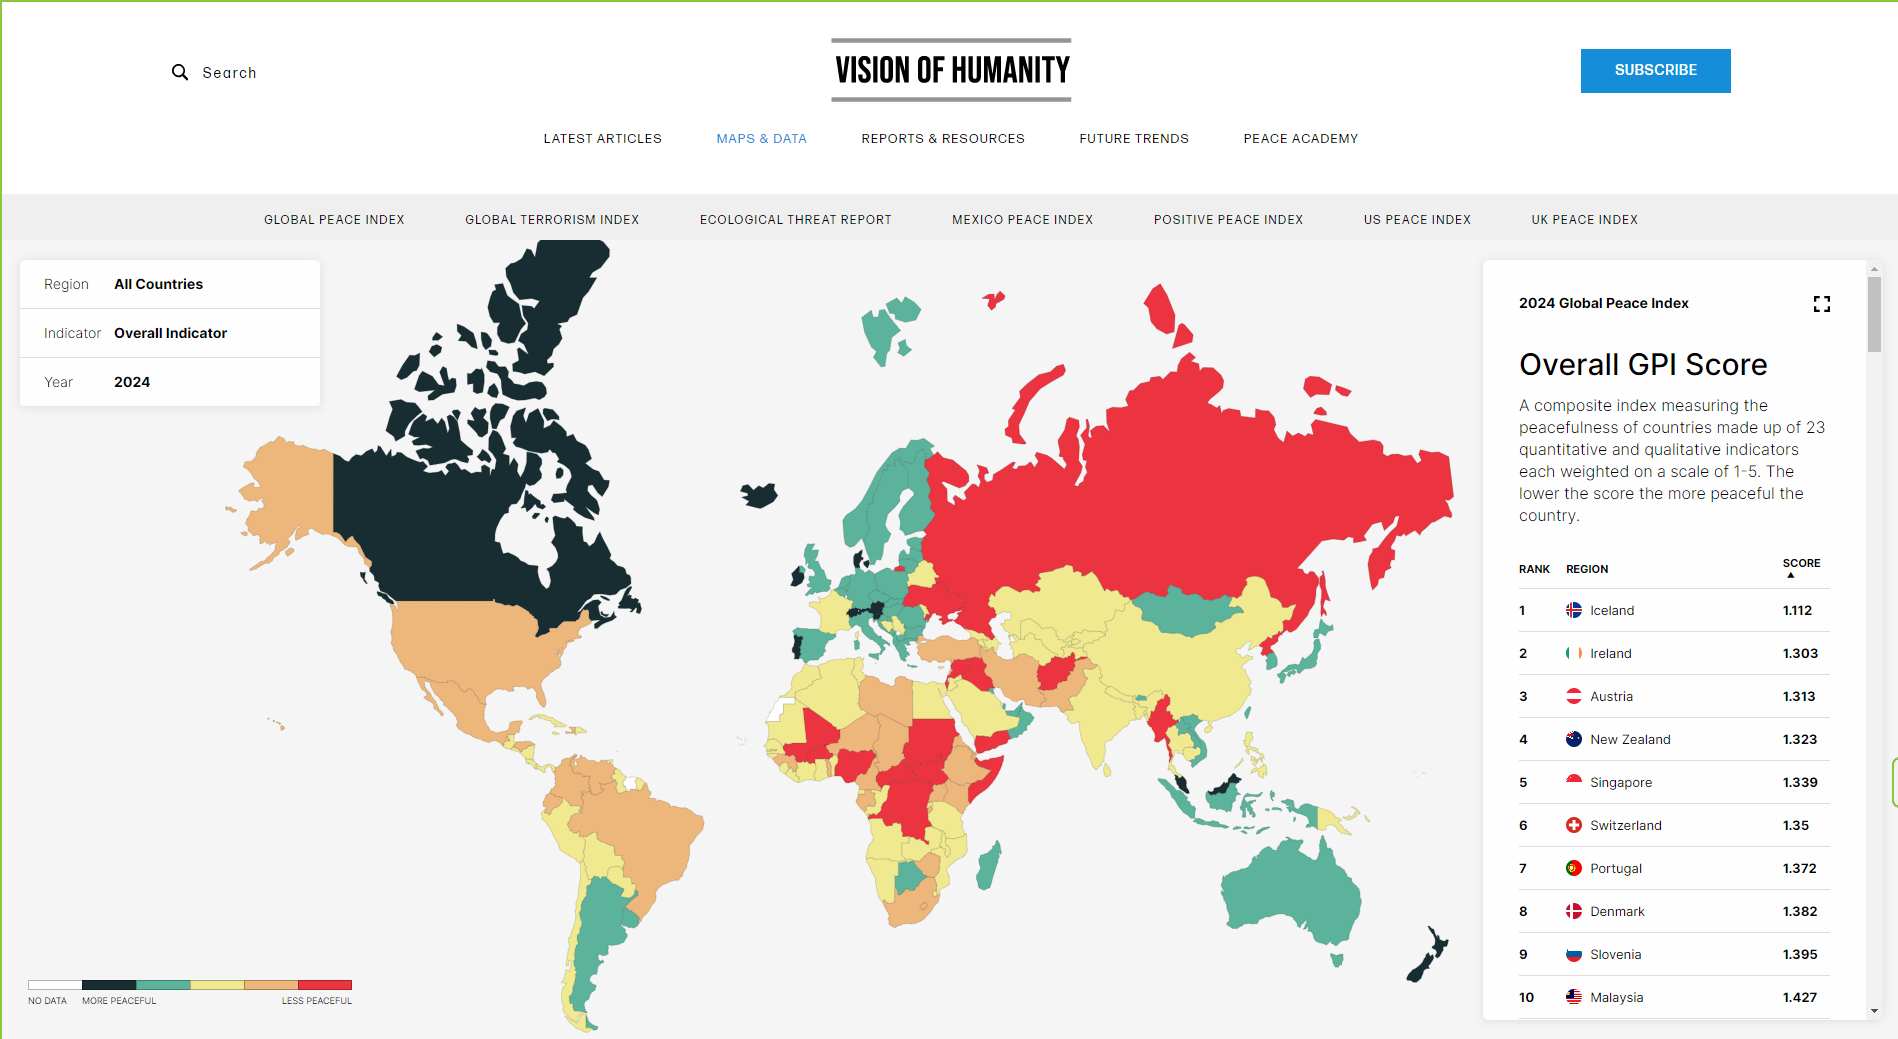 Search
VISION OF HUMANITY
SUBSCRIBE
LATEST ARTICLES
MAPS & DATA
REPORTS & RESOURCES
FUTURE TRENDS
PEACE ACADEMY
GLOBAL PEACE INDEX
GLOBAL TERRORISM INDEX
ECOLOGICAL THREAT REPORT
MEXICO PEACE INDEX
POSITIVE PEACE INDEX
US PEACE INDEX
UK PEACE INDEX
Region All Countries
Indicator Overall Indicator
Year 2024
NO DATA
MORE PEACEFUL
LESS PEACEFUL
2024 Global Peace Index
Overall GPI Score
A composite index measuring the
peacefulness of countries made up of 23
quantitative and qualitative indicators
each weighted on a scale of 1-5. The
lower the score the more peaceful the
country.
RANK REGION SCORE
1 Iceland 1.112
2 Ireland 1.303
3 Austria 1.313
4 New Zealand 1.323
5 Singapore 1.339
6 Switzerland 1.35
7 Portugal 1.372
8 Denmark 1.382
9 Slovenia 1.395
10 Malaysia 1.427